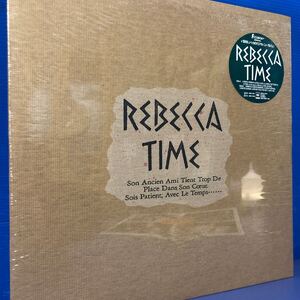 REBECCA
TIME
Son Ancien Ami Tient Trop De
Place Dans Son Cœur
Sois Patient, Avec Le Temps······
REBECCA
TIME